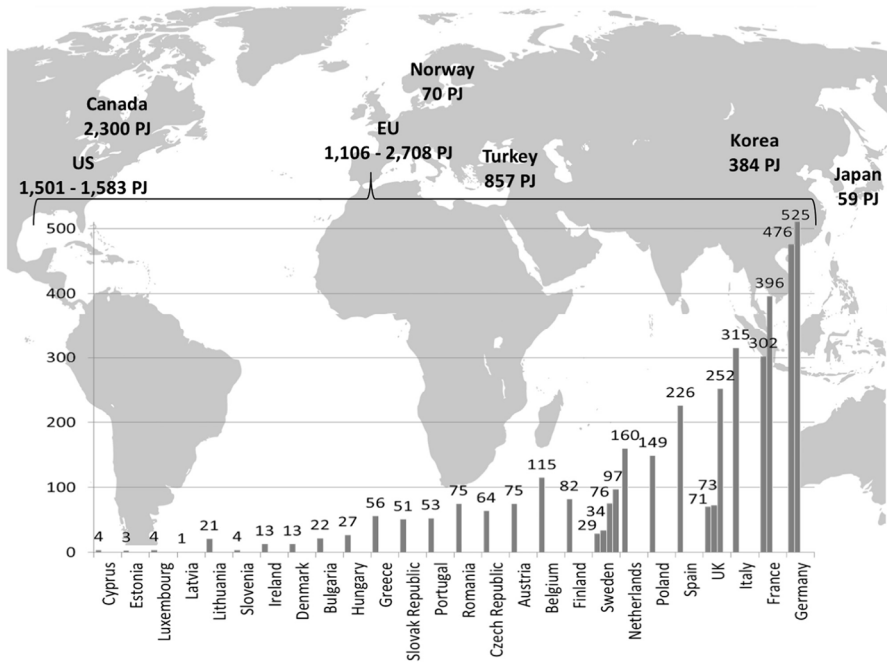 Norway
70 PJ
Canada
2,300 PJ
EU
1,106 - 2,708 PJ
US
1,501 - 1,583 PJ
Turkey
857 PJ
Korea
384 PJ
Japan
59 PJ
500
400
300
200
100
0
4
3
4
1
21
4
13
13
22
27
56
51
53
75
64
75
115
82
29
34
76
97
160
149
226
71
73
252
315
302
396
476
525
Cyprus
Estonia
Luxembourg
Latvia
Lithuania
Slovenia
Ireland
Denmark
Bulgaria
Hungary
Greece
Slovak Republic
Portugal
Romania
Czech Republic
Austria
Belgium
Finland
Sweden
Netherlands
Poland
Spain
UK
Italy
France
Germany